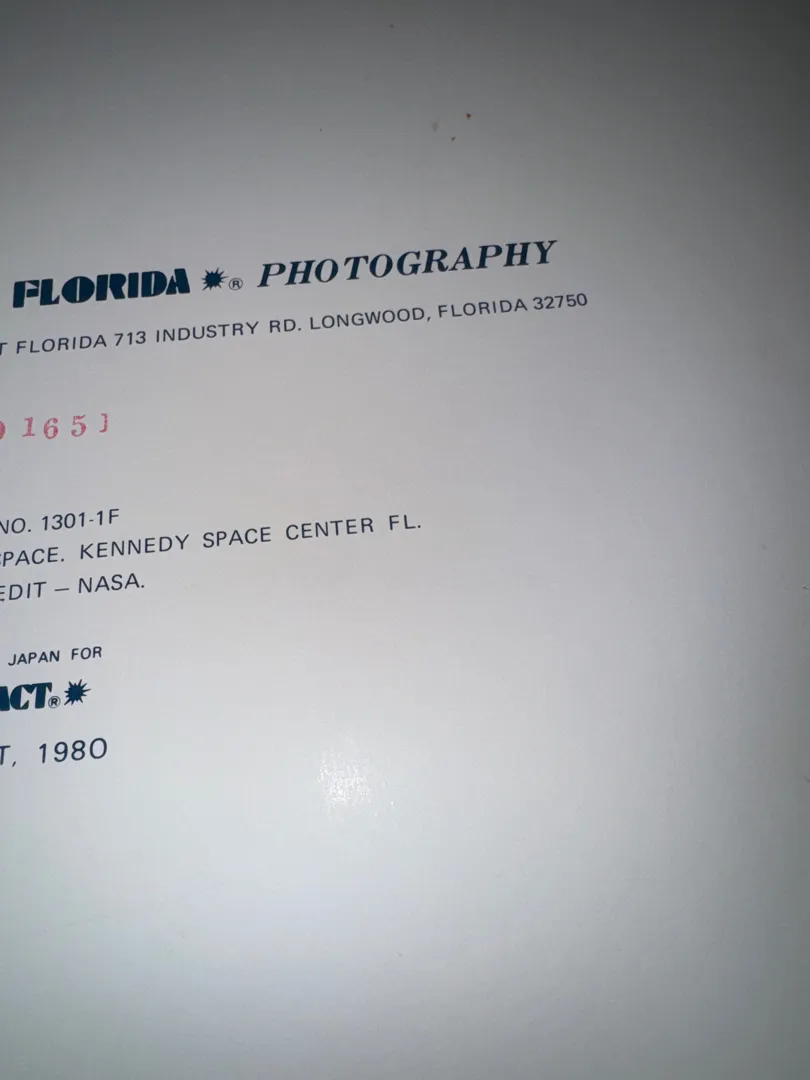 FLORIDA ® PHOTOGRAPHY
T FLORIDA 713 INDUSTRY RD. LONGWOOD, FLORIDA 32750
165]
NO. 1301-1F
SPACE. KENNEDY SPACE CENTER FL.
EDIT – NASA.
JAPAN FOR
ACT®
T, 1980